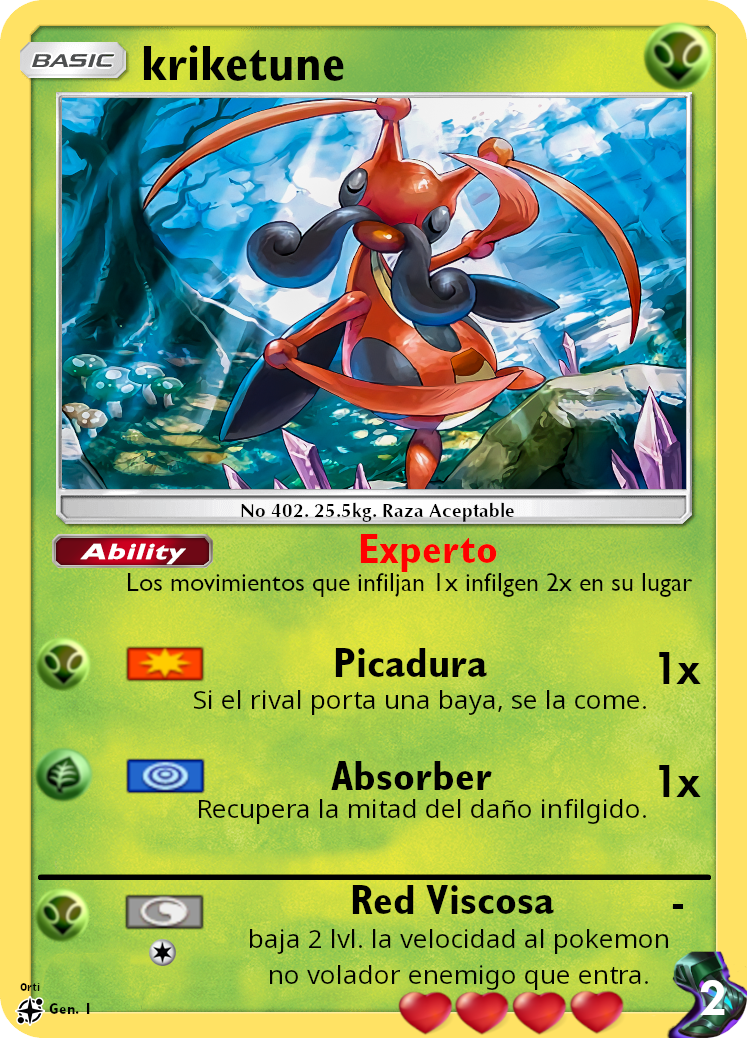 BASIC kriketune
No 402. 25.5kg. Raza Aceptable
Ability Experto
Los movimientos que infiljan 1x infilgen 2x en su lugar
Picadura 1x
Si el rival porta una baya, se la come.
Absorber 1x
Recupera la mitad del daño infilgido.
Red Viscosa -
baja 2 lvl. la velocidad al pokemon
no volador enemigo que entra.
Orti
Gen. I
2